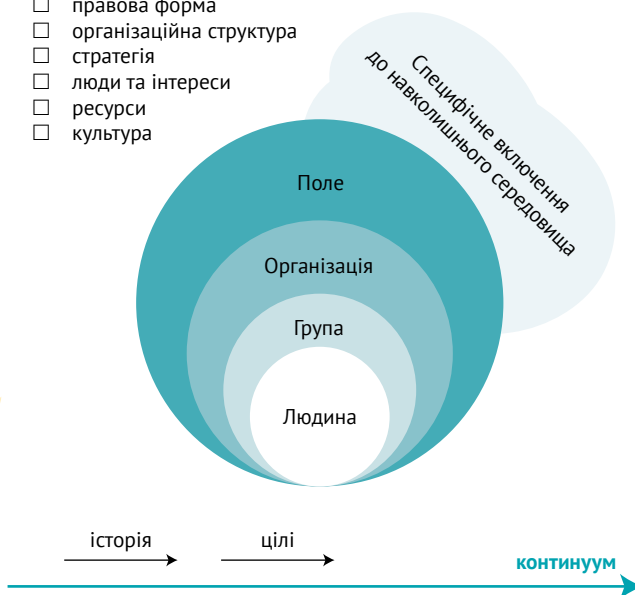 ☐ правова форма
☐ організаційна структура
☐ стратегія
☐ люди та інтереси
☐ ресурси
☐ культура
Специфічне включення
до навколишнього середовища
Поле
Організація
Група
Людина
історія
цілі
континуум